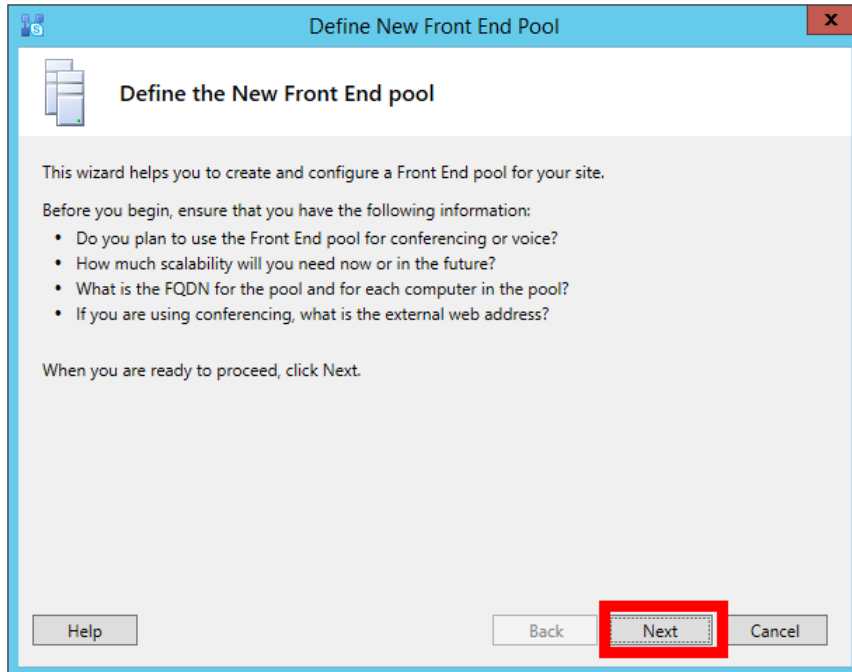 Define New Front End Pool
x
Define the New Front End pool
This wizard helps you to create and configure a Front End pool for your site.
Before you begin, ensure that you have the following information:
• Do you plan to use the Front End pool for conferencing or voice?
• How much scalability will you need now or in the future?
• What is the FQDN for the pool and for each computer in the pool?
• If you are using conferencing, what is the external web address?
When you are ready to proceed, click Next.
Help Back Next Cancel